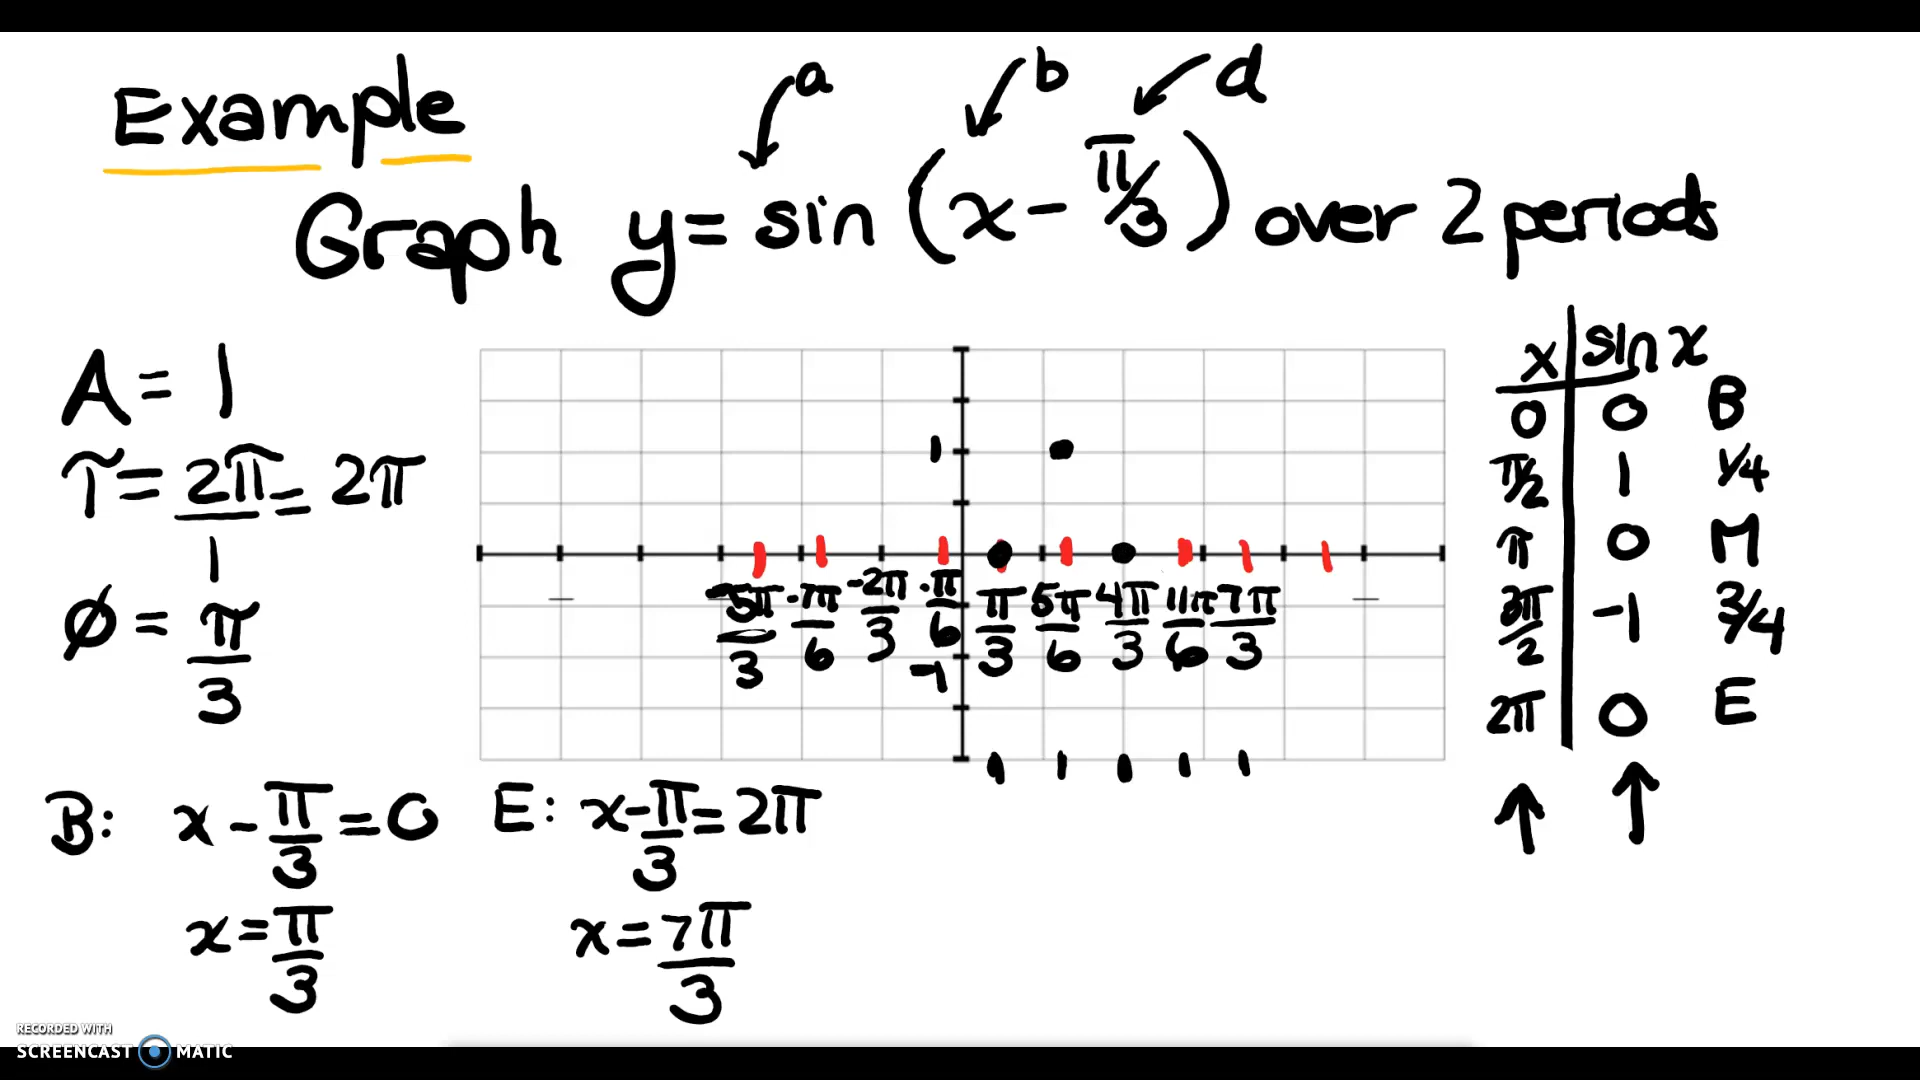 Example
a b d
Graph y = sin (x - π/3) over 2 periods
A = 1
T = 2π/1 = 2π
ø = π/3
1
-5π/3 -7π/6 -2π/3 -π/6 π/3 5π/6 4π/3 11π/6 7π/3
-1
x sin x
0 0 B
π/2 1 1/4
π 0 M
3π/2 -1 3/4
2π 0 E
B: x - π/3 = 0
x = π/3
E: x - π/3 = 2π
x = 7π/3
RECORDED WITH
SCREENCAST MATIC